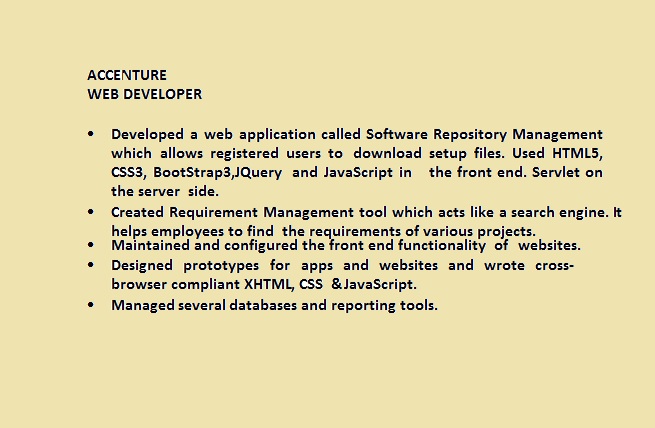 ACCENTURE
WEB DEVELOPER
• Developed a web application called Software Repository Management
which allows registered users to download setup files. Used HTML5,
CSS3, BootStrap3,JQuery and JavaScript in the front end. Servlet on
the server side.
• Created Requirement Management tool which acts like a search engine. It
helps employees to find the requirements of various projects.
• Maintained and configured the front end functionality of websites.
• Designed prototypes for apps and websites and wrote cross-
browser compliant XHTML, CSS &JavaScript.
• Managed several databases and reporting tools.